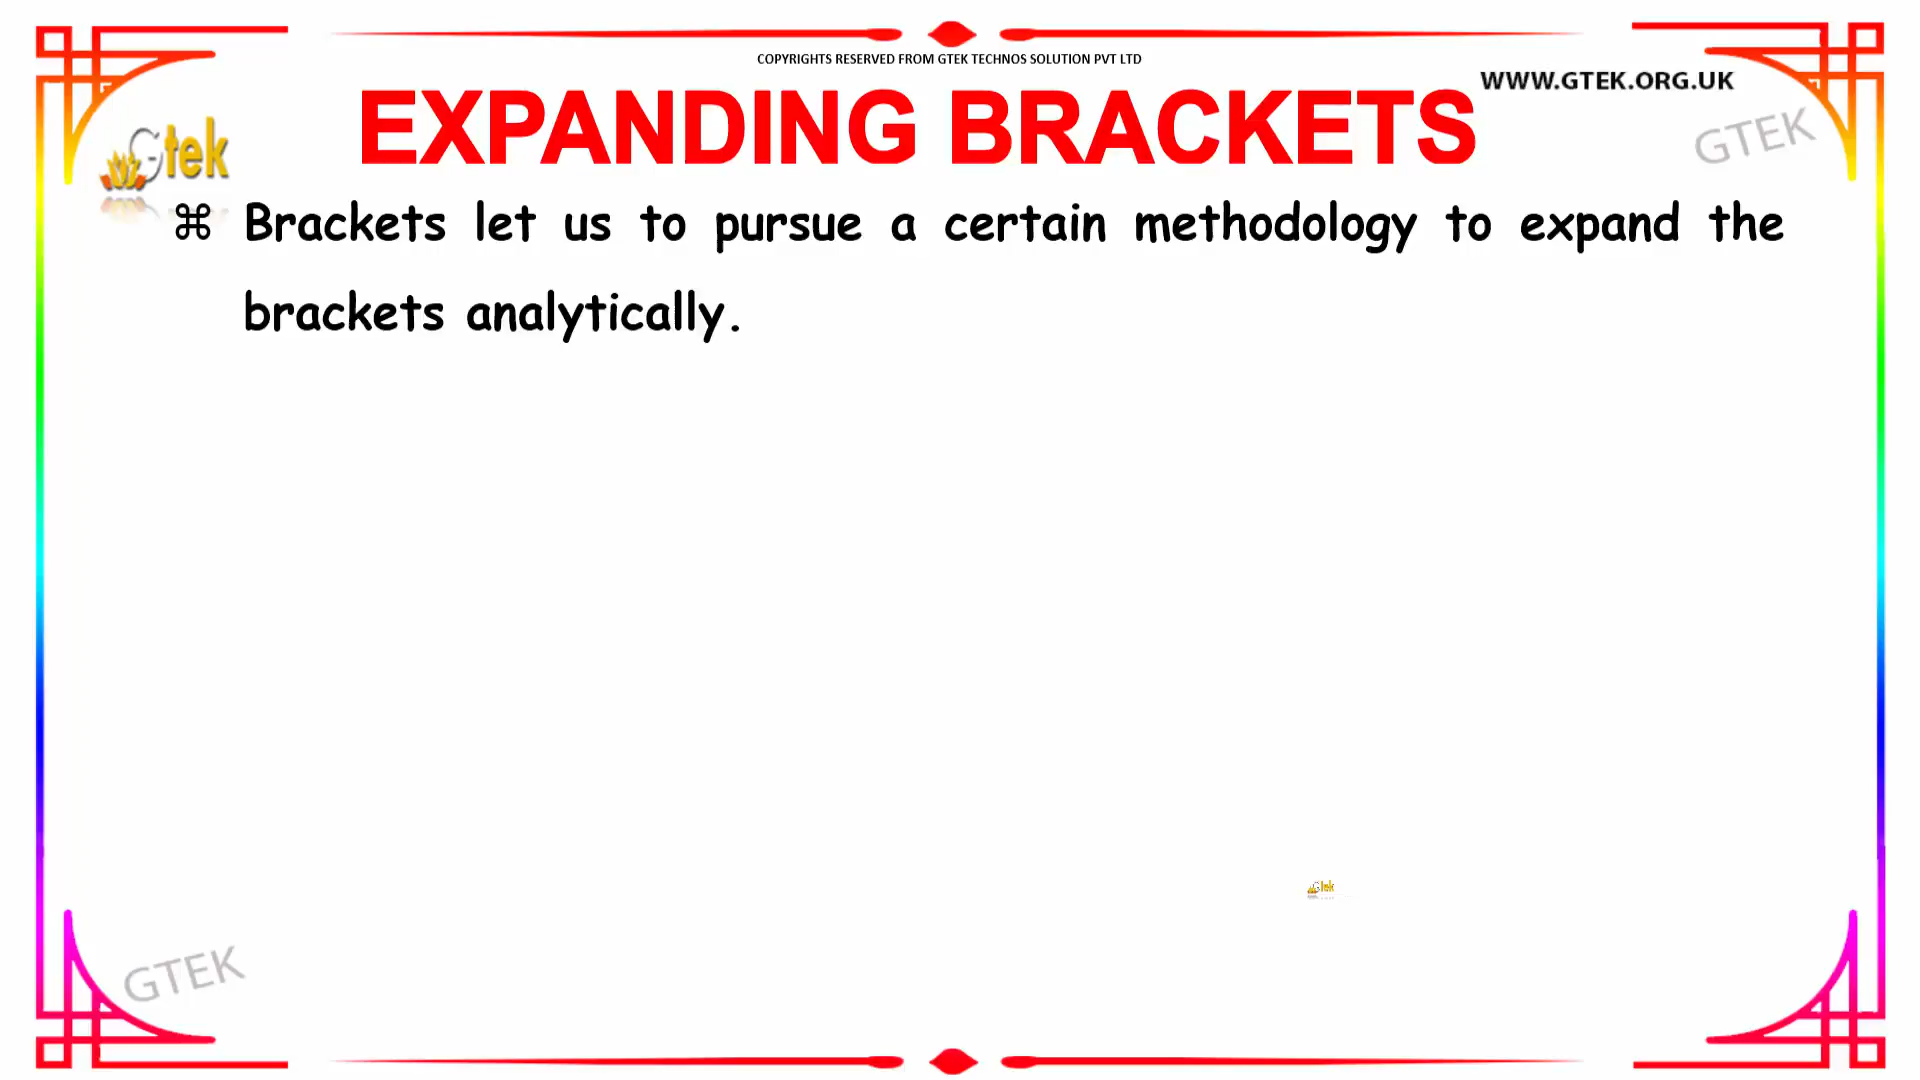 COPYRIGHTS RESERVED FROM GTEK TECHNOS SOLUTION PVT LTD
WWW.GTEK.ORG.UK
EXPANDING BRACKETS
GTEK
Gtek
⌘ Brackets let us to pursue a certain methodology to expand the
brackets analytically.
Gtek
GTEK